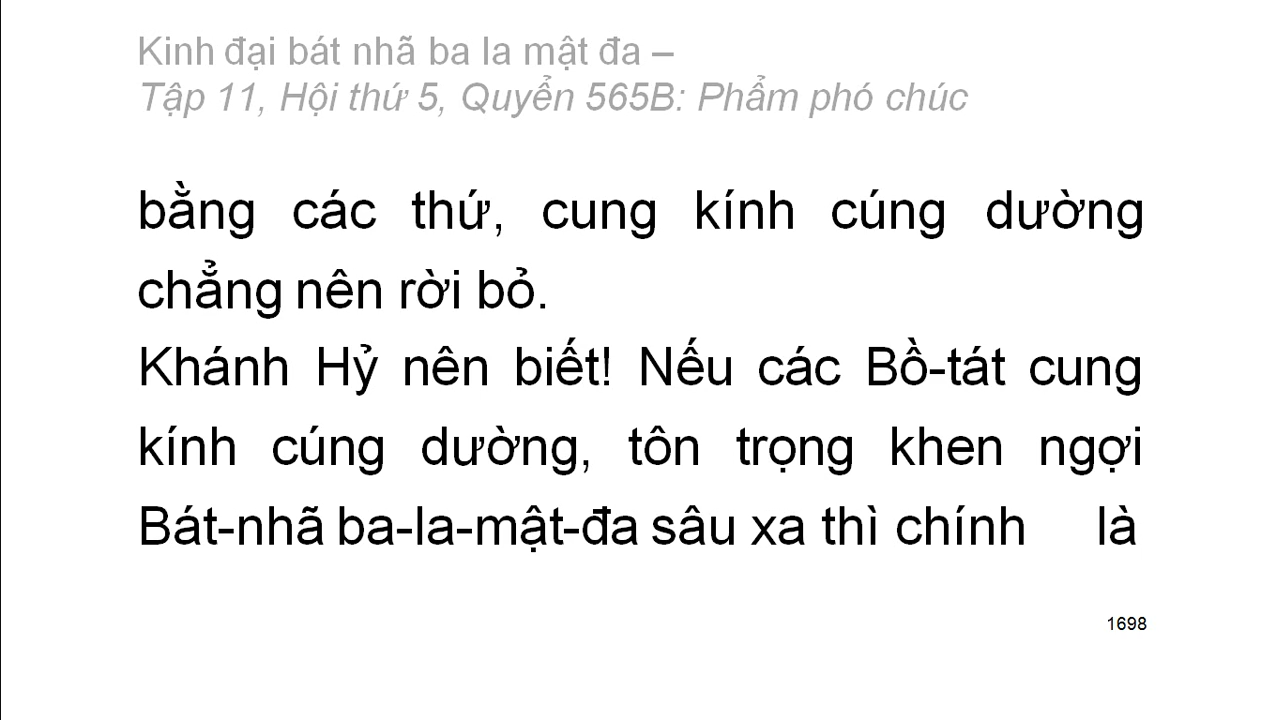 Kinh đại bát nhã ba la mật đa –
Tập 11, Hội thứ 5, Quyển 565B: Phẩm phó chúc
bằng các thứ, cung kính cúng dường
chẳng nên rời bỏ.
Khánh Hỷ nên biết! Nếu các Bồ-tát cung
kính cúng dường, tôn trọng khen ngợi
Bát-nhã ba-la-mật-đa sâu xa thì chính là
1698